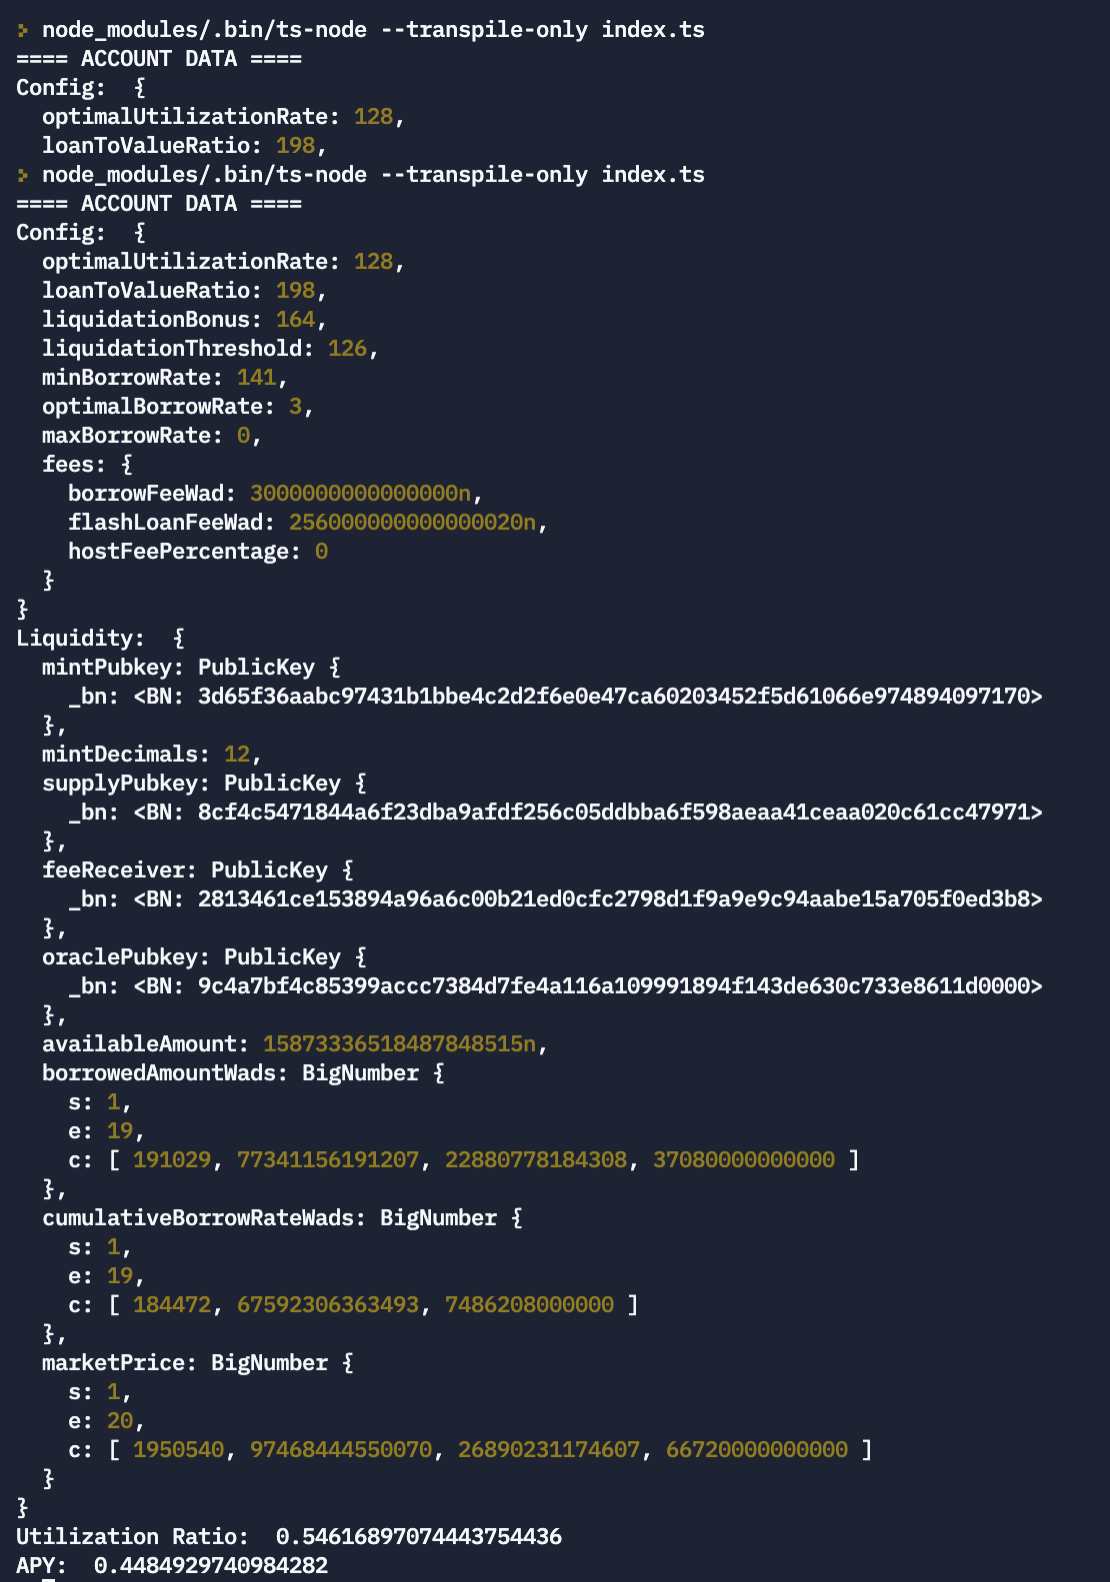 > node_modules/.bin/ts-node --transpile-only index.ts
==== ACCOUNT DATA ====
Config:  {
  optimalUtilizationRate: 128,
  loanToValueRatio: 198,
> node_modules/.bin/ts-node --transpile-only index.ts
==== ACCOUNT DATA ====
Config:  {
  optimalUtilizationRate: 128,
  loanToValueRatio: 198,
  liquidationBonus: 164,
  liquidationThreshold: 126,
  minBorrowRate: 141,
  optimalBorrowRate: 3,
  maxBorrowRate: 0,
  fees: {
    borrowFeeWad: 3000000000000000n,
    flashLoanFeeWad: 256000000000000020n,
    hostFeePercentage: 0
  }
}
Liquidity:  {
  mintPubkey: PublicKey {
    _bn: <BN: 3d65f36aabc97431b1bbe4c2d2f6e0e47ca60203452f5d61066e974894097170>
  },
  mintDecimals: 12,
  supplyPubkey: PublicKey {
    _bn: <BN: 8cf4c5471844a6f23dba9afdf256c05ddbba6f598aeaa41ceaa020c61cc47971>
  },
  feeReceiver: PublicKey {
    _bn: <BN: 2813461ce153894a96a6c00b21ed0cfc2798d1f9a9e9c94aabe15a705f0ed3b8>
  },
  oraclePubkey: PublicKey {
    _bn: <BN: 9c4a7bf4c85399accc7384d7fe4a116a109991894f143de630c733e8611d0000>
  },
  availableAmount: 15873336518487848515n,
  borrowedAmountWads: BigNumber {
    s: 1,
    e: 19,
    c: [ 191029, 77341156191207, 22880778184308, 37080000000000 ]
  },
  cumulativeBorrowRateWads: BigNumber {
    s: 1,
    e: 19,
    c: [ 184472, 67592306363493, 7486208000000 ]
  },
  marketPrice: BigNumber {
    s: 1,
    e: 20,
    c: [ 1950540, 97468444550070, 26890231174607, 66720000000000 ]
  }
}
Utilization Ratio:  0.54616897074443754436
APY:  0.4484929740984282